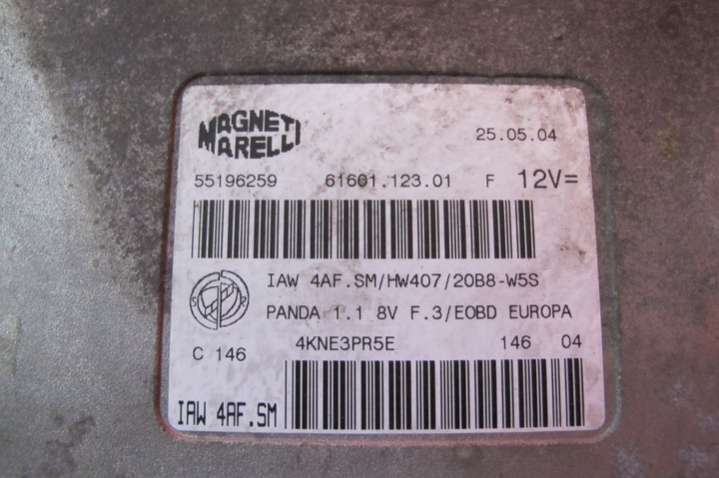 MAGNETI
MARELLI
25.05.04
55196259 61601.123.01 F 12V=
IAW 4AF.SM/HW407/20B8-W5S
PANDA 1.1 8V F.3/EOBD EUROPA
C 146 4KNE3PR5E 146 04
IAW 4AF.SM